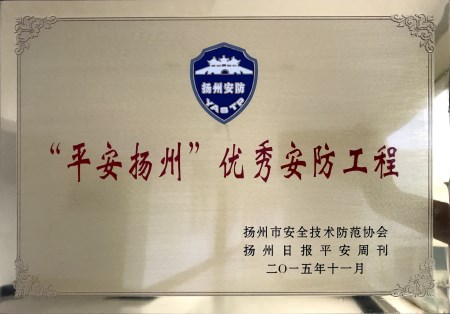 扬州安防
YASTP
“平安扬州”优秀安防工程
扬州市安全技术防范协会
扬州日报平安周刊
二〇一五年十一月